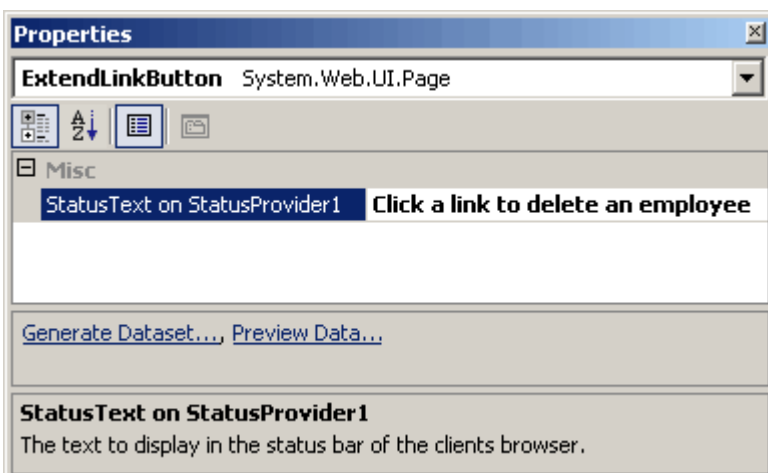 Properties
ExtendLinkButton System.Web.UI.Page
A Z
Misc
StatusText on StatusProvider1 Click a link to delete an employee
Generate Dataset..., Preview Data...
StatusText on StatusProvider1
The text to display in the status bar of the clients browser.